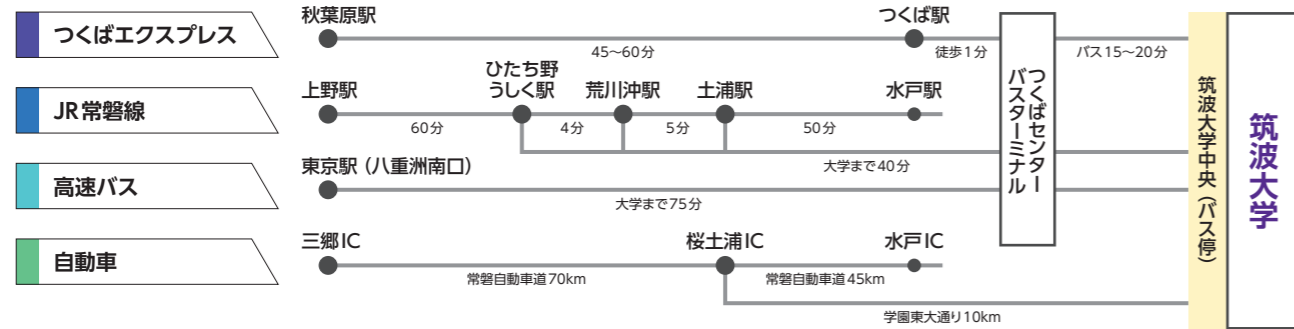 つくばエクスプレス
秋葉原駅
つくば駅
45〜60分
徒歩1分
バス15〜20分
JR常磐線
上野駅
ひたち野
うしく駅
荒川沖駅
土浦駅
水戸駅
60分
4分
5分
50分
大学まで40分
高速バス
東京駅（八重洲南口）
大学まで75分
自動車
三郷IC
桜土浦IC
水戸IC
常磐自動車道70km
常磐自動車道45km
学園東大通り10km
つくばセンター
バスターミナル
筑波大学中央（バス停）
筑波大学